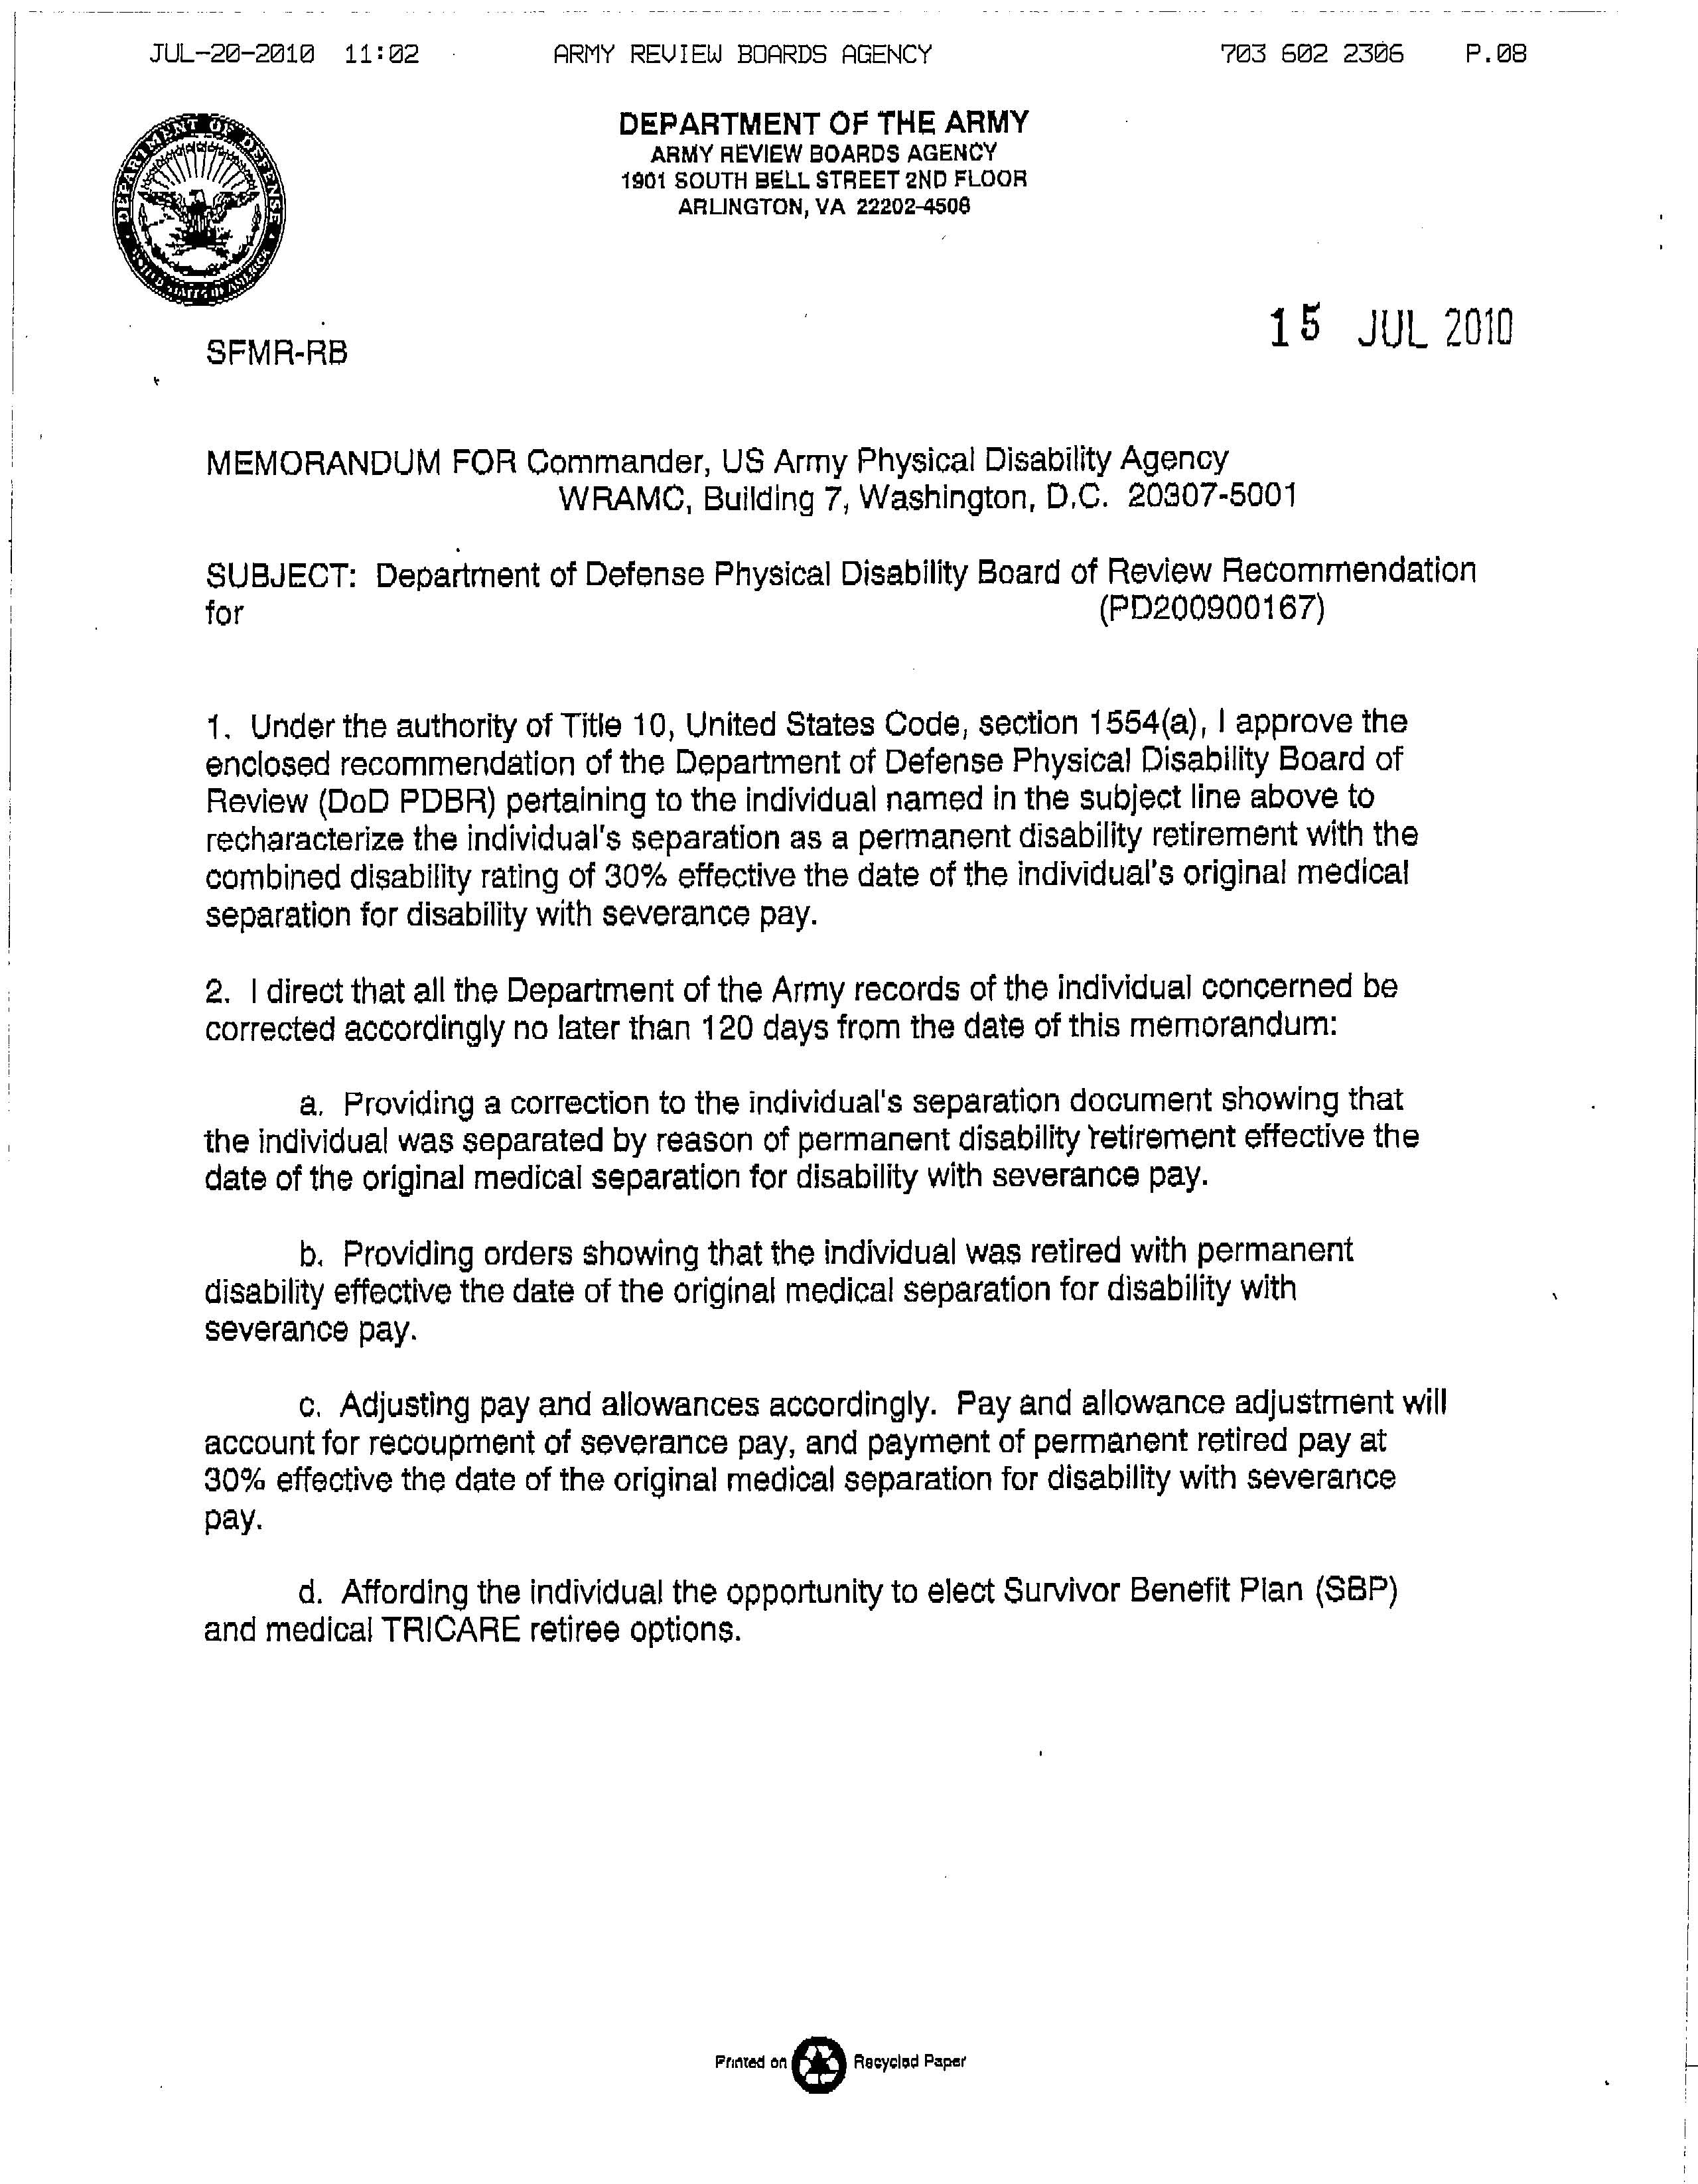 JUL-20-2010 11:02 ARMY REVIEW BOARDS AGENCY 703 602 2306 P.08
DEPARTMENT OF DEFENSE
UNITED STATES OF AMERICA
DEPARTMENT OF THE ARMY
ARMY REVIEW BOARDS AGENCY
1901 SOUTH BELL STREET 2ND FLOOR
ARLINGTON, VA 22202-4508
15 JUL 2010
SFMR-RB
MEMORANDUM FOR Commander, US Army Physical Disability Agency
WRAMC, Building 7, Washington, D.C. 20307-5001
SUBJECT: Department of Defense Physical Disability Board of Review Recommendation
for (PD200900167)
1. Under the authority of Title 10, United States Code, section 1554(a), I approve the
enclosed recommendation of the Department of Defense Physical Disability Board of
Review (DoD PDBR) pertaining to the individual named in the subject line above to
recharacterize the individual's separation as a permanent disability retirement with the
combined disability rating of 30% effective the date of the individual's original medical
separation for disability with severance pay.
2. I direct that all the Department of the Army records of the individual concerned be
corrected accordingly no later than 120 days from the date of this memorandum:
a. Providing a correction to the individual's separation document showing that
the individual was separated by reason of permanent disability retirement effective the
date of the original medical separation for disability with severance pay.
b. Providing orders showing that the individual was retired with permanent
disability effective the date of the original medical separation for disability with
severance pay.
c. Adjusting pay and allowances accordingly. Pay and allowance adjustment will
account for recoupment of severance pay, and payment of permanent retired pay at
30% effective the date of the original medical separation for disability with severance
pay.
d. Affording the individual the opportunity to elect Survivor Benefit Plan (SBP)
and medical TRICARE retiree options.
Printed on Recycled Paper